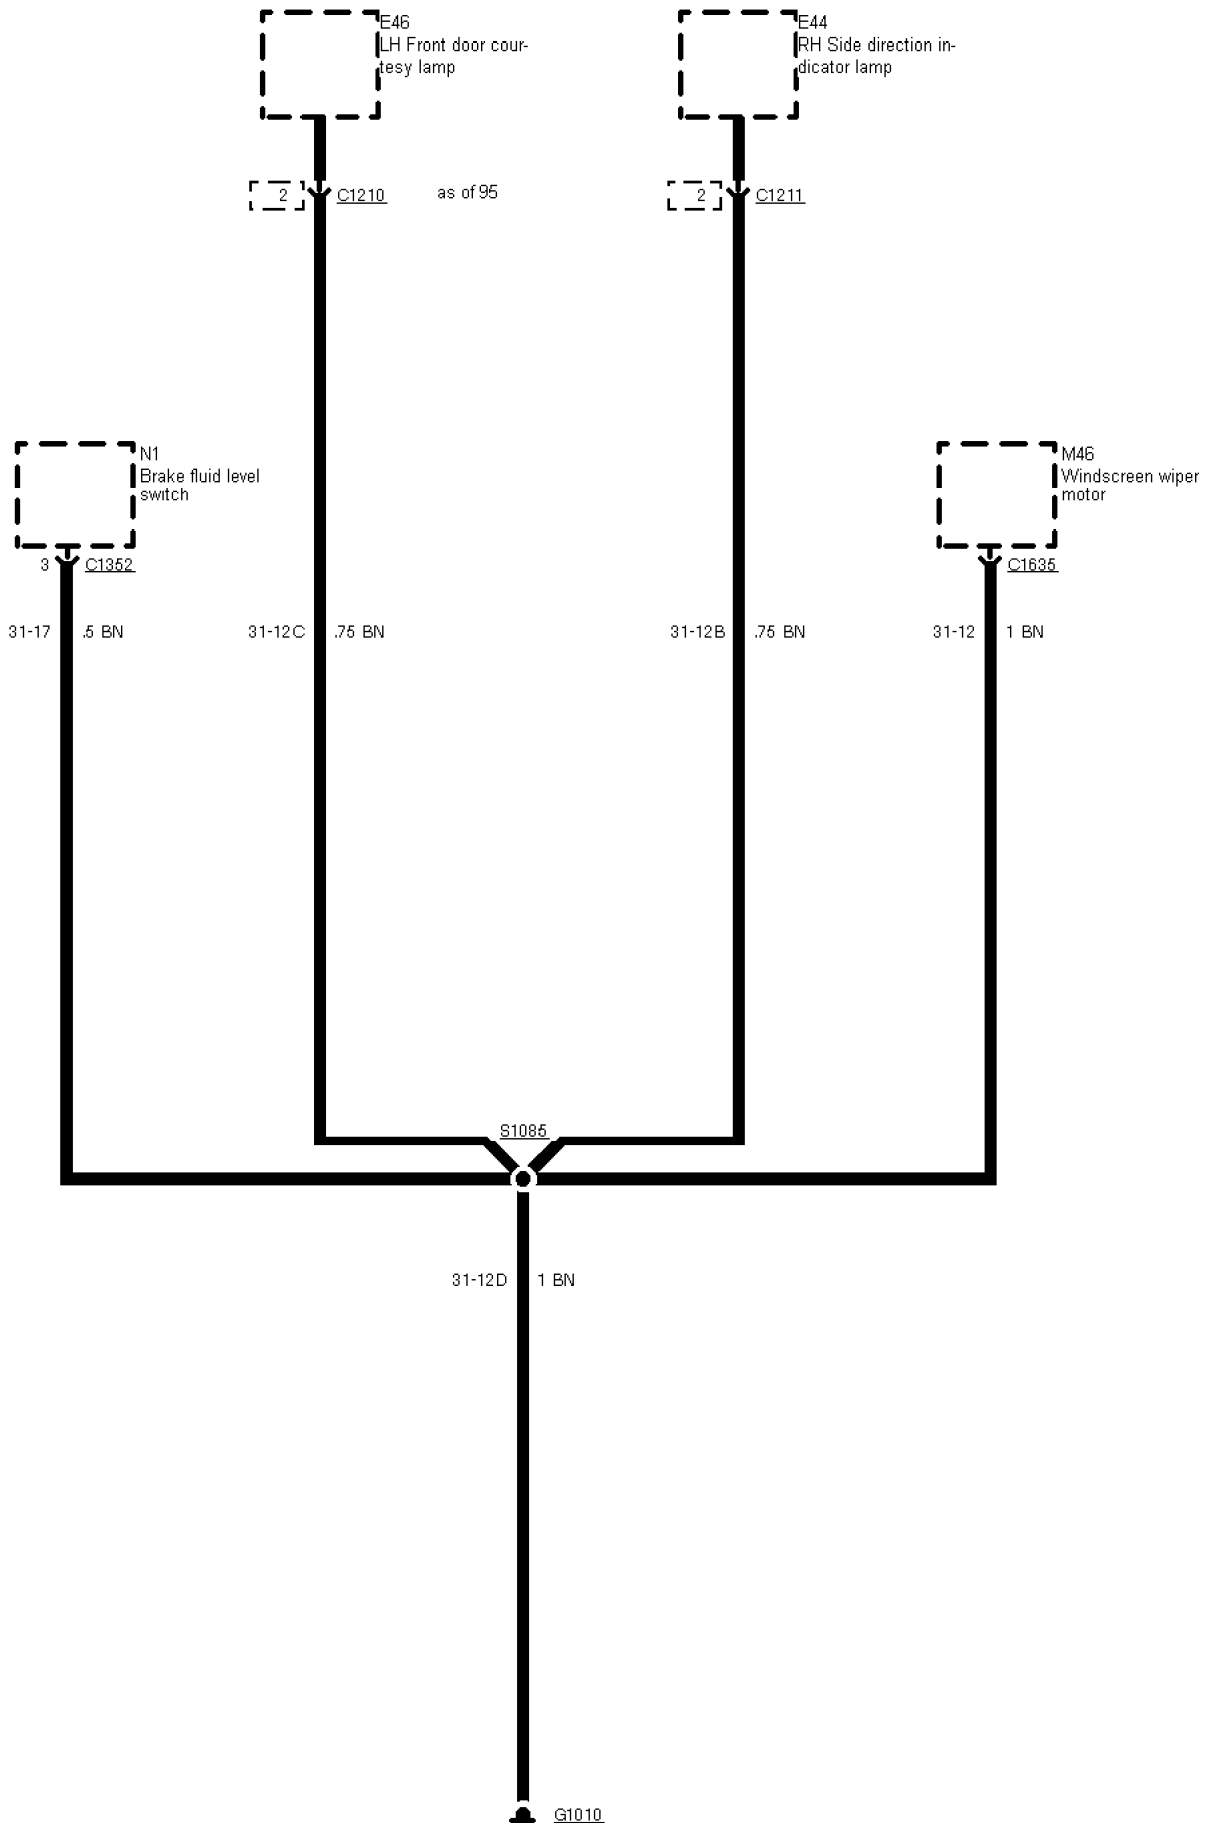 E46
LH Front door cour-
tesy lamp
E44
RH Side direction in-
dicator lamp
2
C1210
as of 95
2
C1211
N1
Brake fluid level
switch
M46
Windscreen wiper
motor
3
C1352
C1635
31-17
.5 BN
31-12C
.75 BN
31-12B
.75 BN
31-12
1 BN
S1085
31-12D
1 BN
G1010